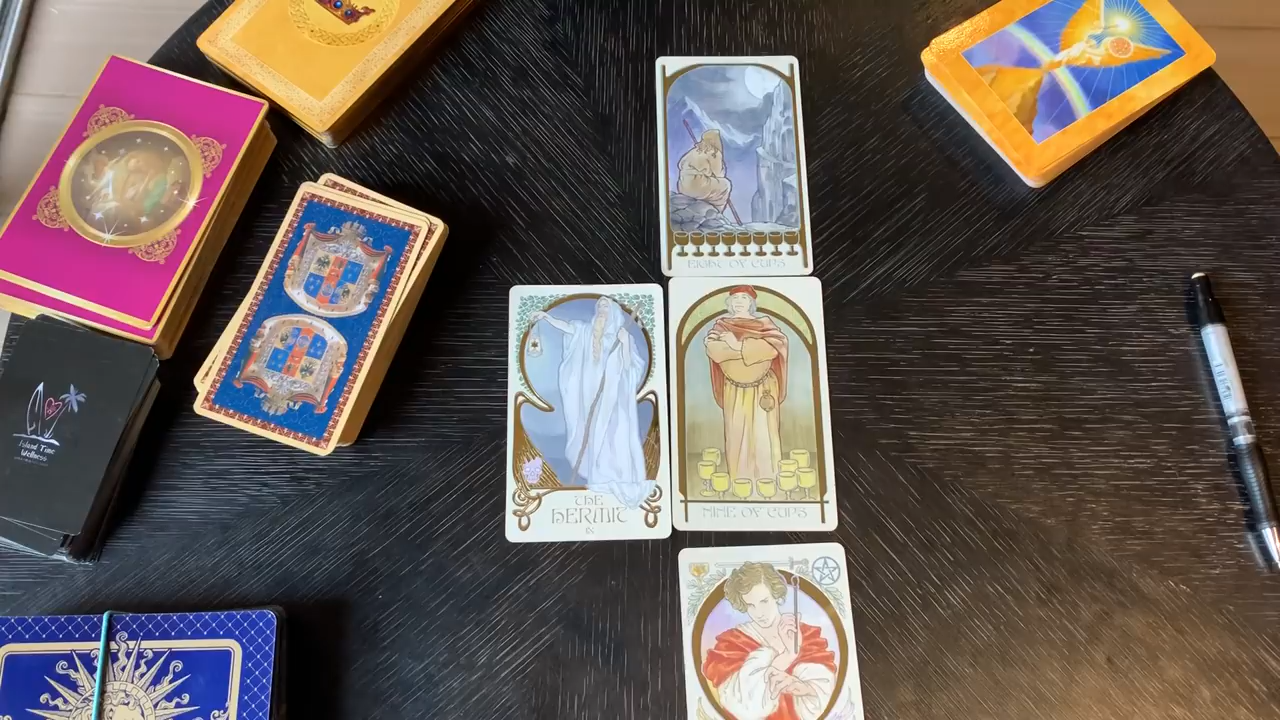 EIGHT OF CUPS
THE
HERMIT
IX
NINE OF CUPS
Island Time
Wellness